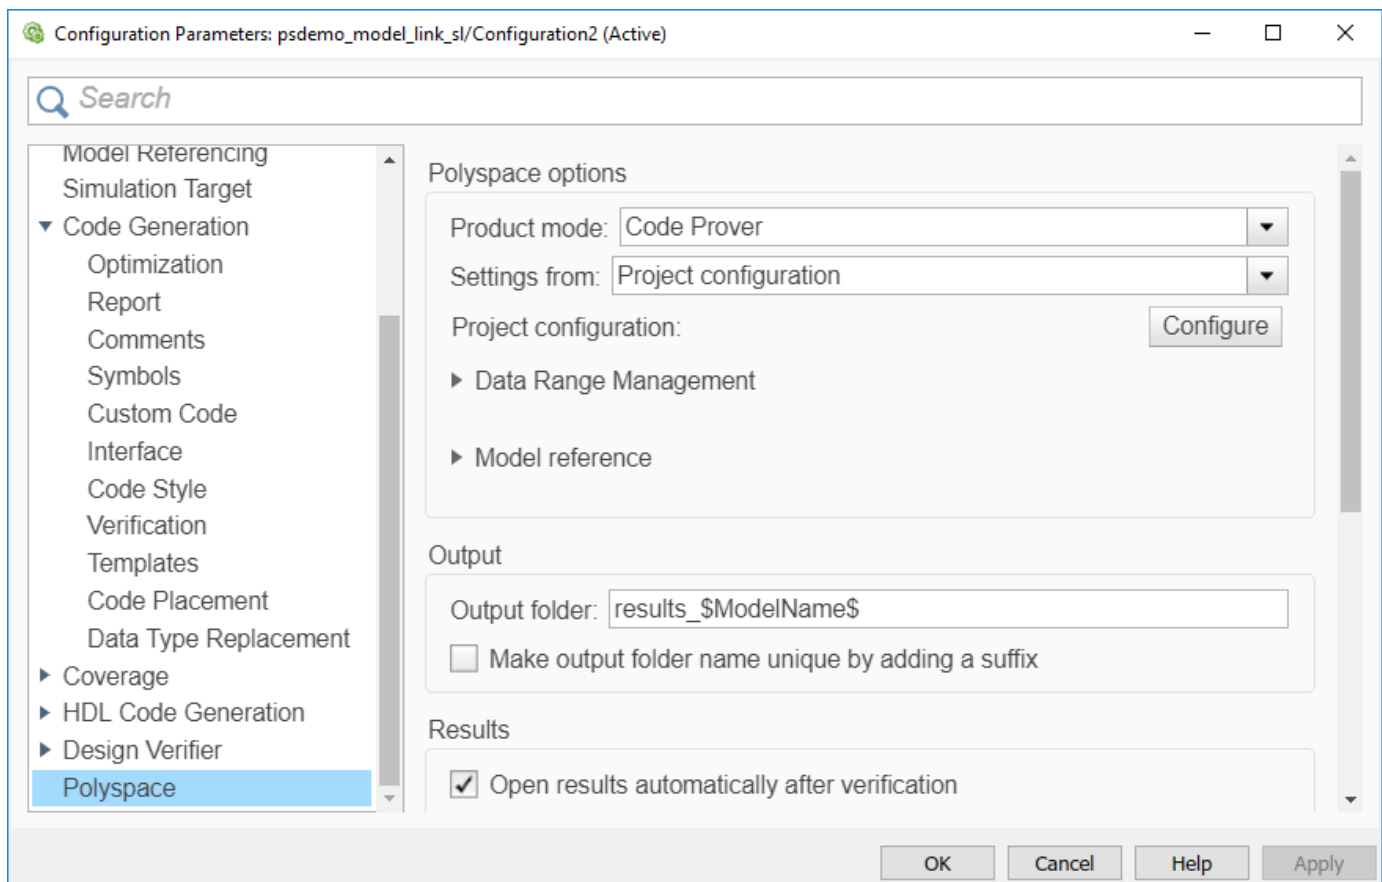 Configuration Parameters: psdemo_model_link_sl/Configuration2 (Active)
Search
Model Referencing
Simulation Target
Code Generation
Optimization
Report
Comments
Symbols
Custom Code
Interface
Code Style
Verification
Templates
Code Placement
Data Type Replacement
Coverage
HDL Code Generation
Design Verifier
Polyspace
Polyspace options
Product mode: Code Prover
Settings from: Project configuration
Project configuration: Configure
Data Range Management
Model reference
Output
Output folder: results_$ModelName$
Make output folder name unique by adding a suffix
Results
Open results automatically after verification
OK Cancel Help Apply